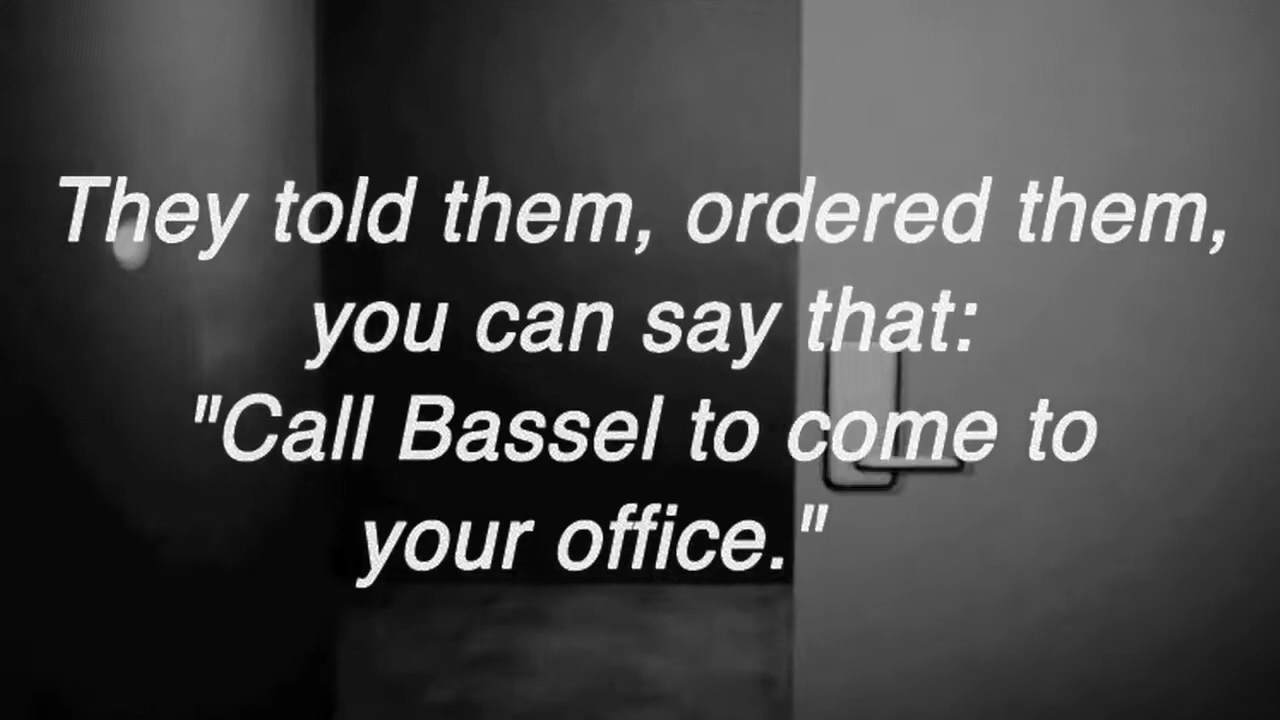 They told them, ordered them,
you can say that:
"Call Bassel to come to
your office."